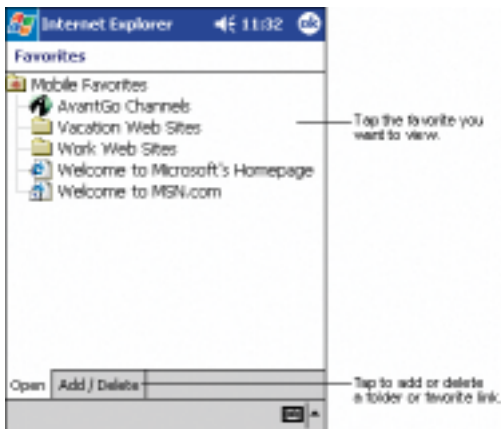 Internet Explorer 11:32 ok
Favorites
Mobile Favorites
AvantGo Channels
Vacation Web Sites
Work Web Sites
Welcome to Microsoft's Homepage
Welcome to MSN.com
Tap the favorite you
want to view.
Open Add / Delete
Tap to add or delete
a folder or favorite link.